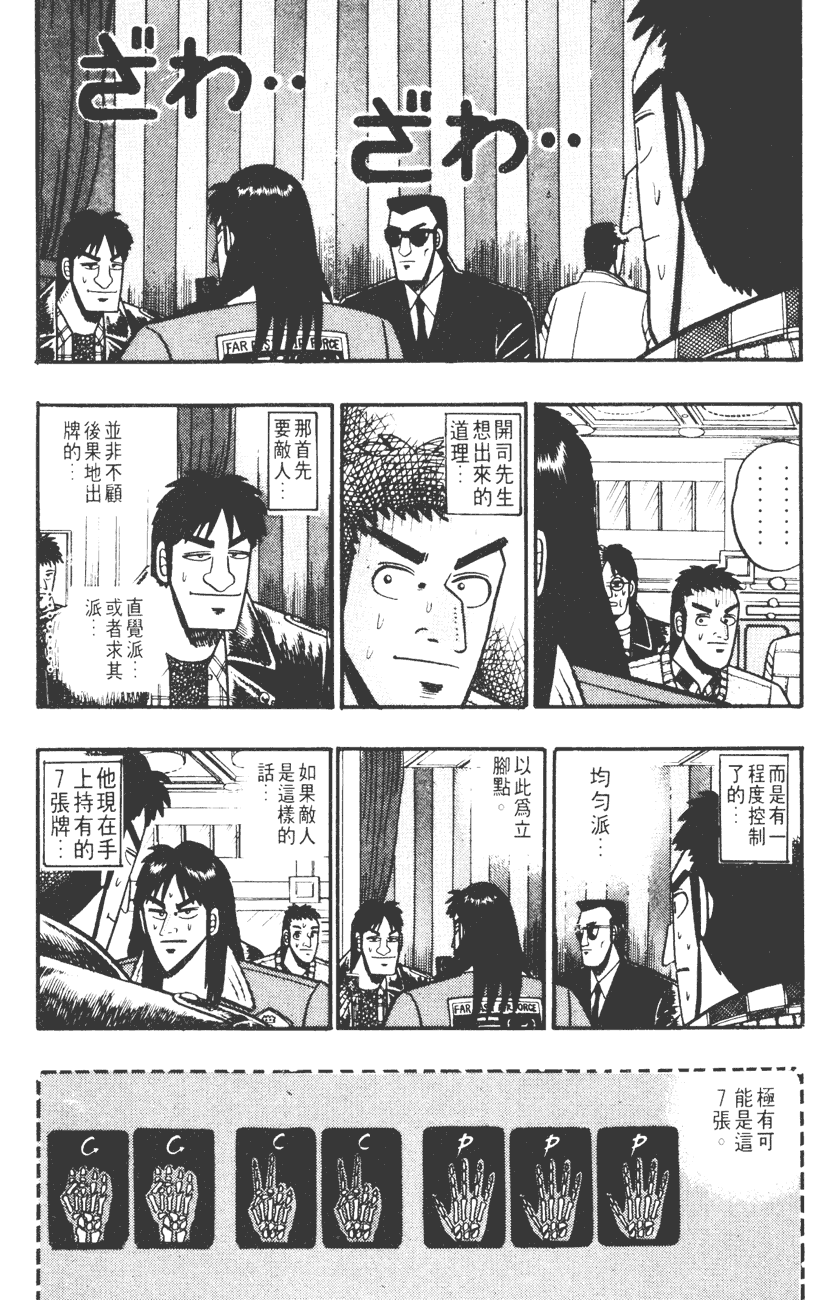 ざわ‥
ざわ‥
FAR
FORCE
………
………
開司先生
想出來的
道理…
那首先
要敵人…
並非不顧
後果地出
牌的…
直覺派…
或者求其
派…
而是有一
程度控制
了的…
均勻派…
以此爲立
腳點。
FAR
FORCE
如果敵人
是這樣的
話…
他現在手
上持有的
7張牌…
極有可
能是這
7張。
G
G
C
C
P
P
P